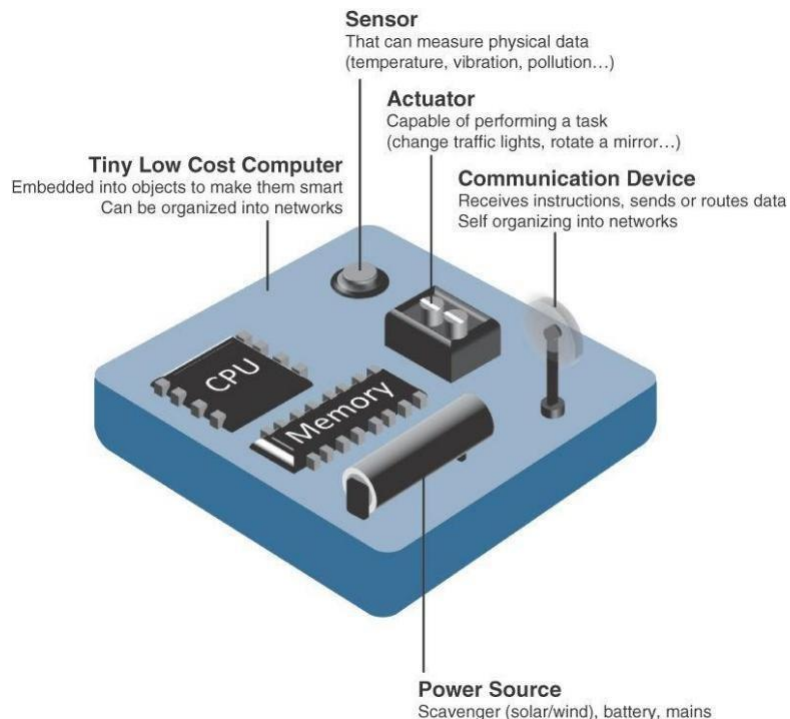 Sensor
That can measure physical data
(temperature, vibration, pollution…)
Actuator
Capable of performing a task
(change traffic lights, rotate a mirror…)
Tiny Low Cost Computer
Embedded into objects to make them smart
Can be organized into networks
Communication Device
Receives instructions, sends or routes data
Self organizing into networks
CPU
Memory
Power Source
Scavenger (solar/wind), battery, mains